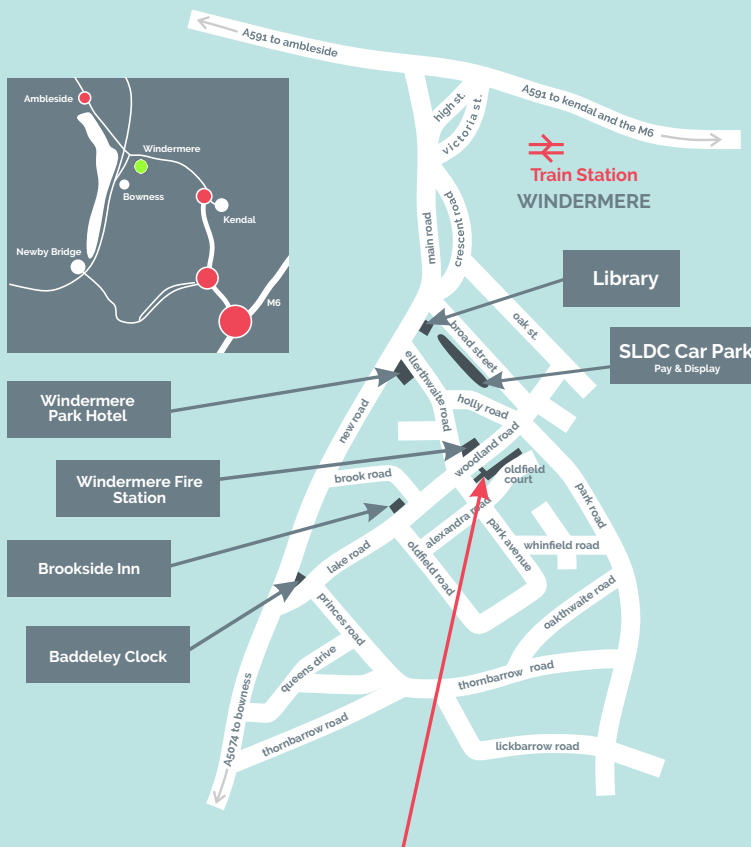 A591 to ambleside
A591 to kendal and the M6
high st.
victoria st.
Train Station
WINDERMERE
Ambleside
Windermere
Bowness
Kendal
Newby Bridge
M6
main road
crescent road
Library
oak st.
broad street
SLDC Car Park
Pay & Display
ellerthwaite road
Windermere
Park Hotel
new road
holly road
woodland road
Windermere Fire
Station
brook road
oldfield
court
park road
alexandra road
park avenue
whinfield road
Brookside Inn
lake road
oldfield road
oakthwaite road
princes road
Baddeley Clock
queens drive
thornbarrow road
A5074 to bowness
thornbarrow road
lickbarrow road